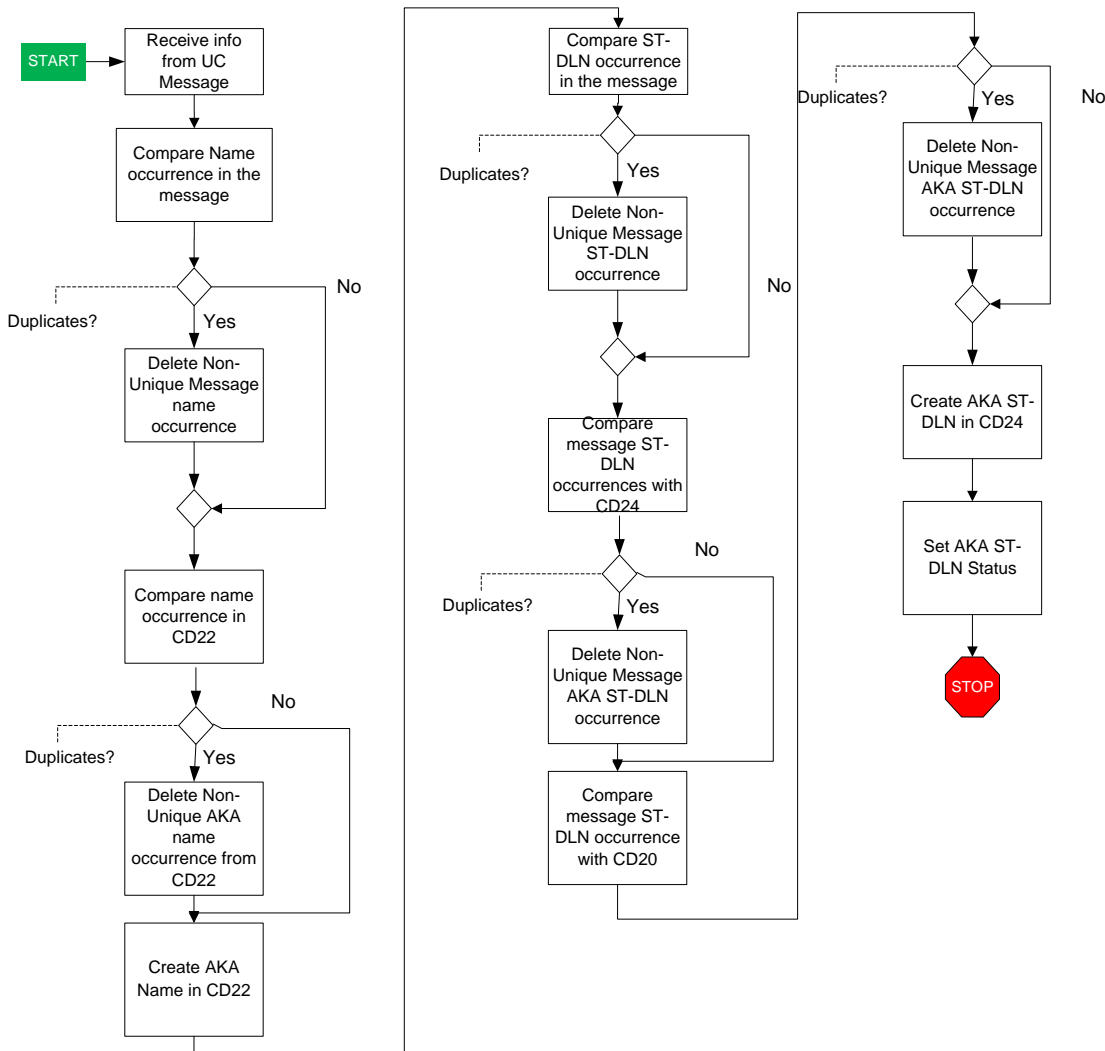 START
Receive info
from UC
Message
Compare Name
occurrence in the
message
No
Duplicates?
Yes
Delete Non-
Unique Message
name
occurrence
Compare name
occurrence in
CD22
No
Duplicates?
Yes
Delete Non-
Unique AKA
name
occurrence from
CD22
Create AKA
Name in CD22
Compare ST-
DLN occurrence
in the message
Duplicates?
Yes
Delete Non-
Unique Message
ST-DLN
occurrence
No
Compare
message ST-
DLN
occurrences with
CD24
No
Duplicates?
Yes
Delete Non-
Unique Message
AKA ST-DLN
occurrence
Compare
message ST-
DLN occurrence
with CD20
Duplicates?
Yes
No
Delete Non-
Unique Message
AKA ST-DLN
occurrence
Create AKA ST-
DLN in CD24
Set AKA ST-
DLN Status
STOP